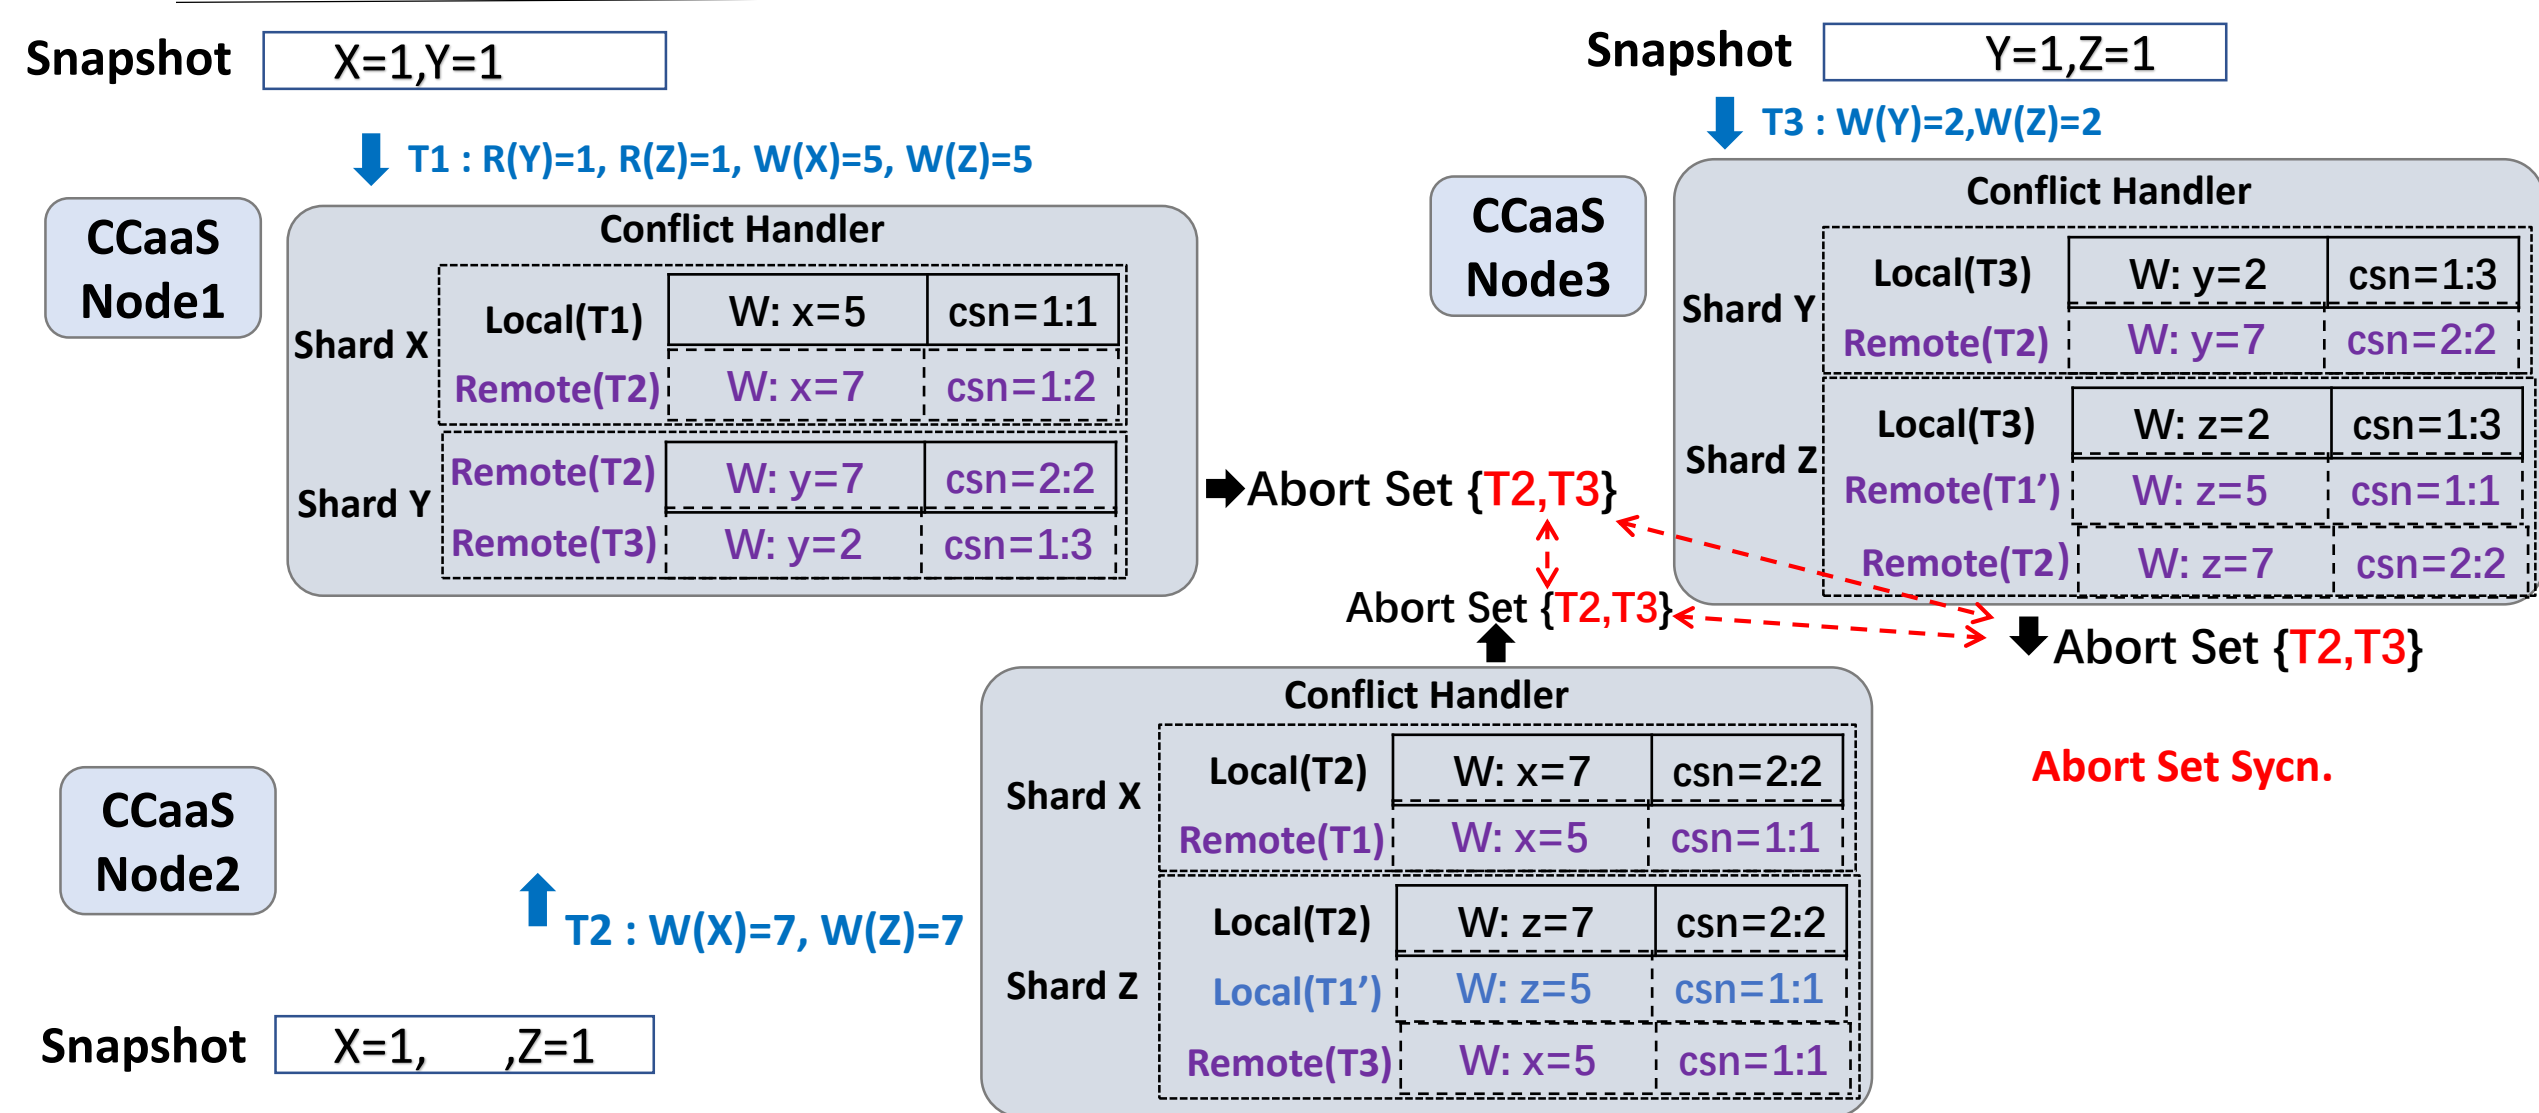 Snapshot X=1,Y=1
T1 : R(Y)=1, R(Z)=1, W(X)=5, W(Z)=5
CCaaS
Node1
Conflict Handler
Shard X
Local(T1) W: x=5 csn=1:1
Remote(T2) W: x=7 csn=1:2
Shard Y
Remote(T2) W: y=7 csn=2:2
Remote(T3) W: y=2 csn=1:3
Abort Set {T2,T3}
Snapshot Y=1,Z=1
T3 : W(Y)=2,W(Z)=2
CCaaS
Node3
Conflict Handler
Shard Y
Local(T3) W: y=2 csn=1:3
Remote(T2) W: y=7 csn=2:2
Shard Z
Local(T3) W: z=2 csn=1:3
Remote(T1’) W: z=5 csn=1:1
Remote(T2) W: z=7 csn=2:2
Abort Set {T2,T3}
Abort Set {T2,T3}
Abort Set Sycn.
CCaaS
Node2
T2 : W(X)=7, W(Z)=7
Snapshot X=1, ,Z=1
Conflict Handler
Shard X
Local(T2) W: x=7 csn=2:2
Remote(T1) W: x=5 csn=1:1
Shard Z
Local(T2) W: z=7 csn=2:2
Local(T1’) W: z=5 csn=1:1
Remote(T3) W: x=5 csn=1:1